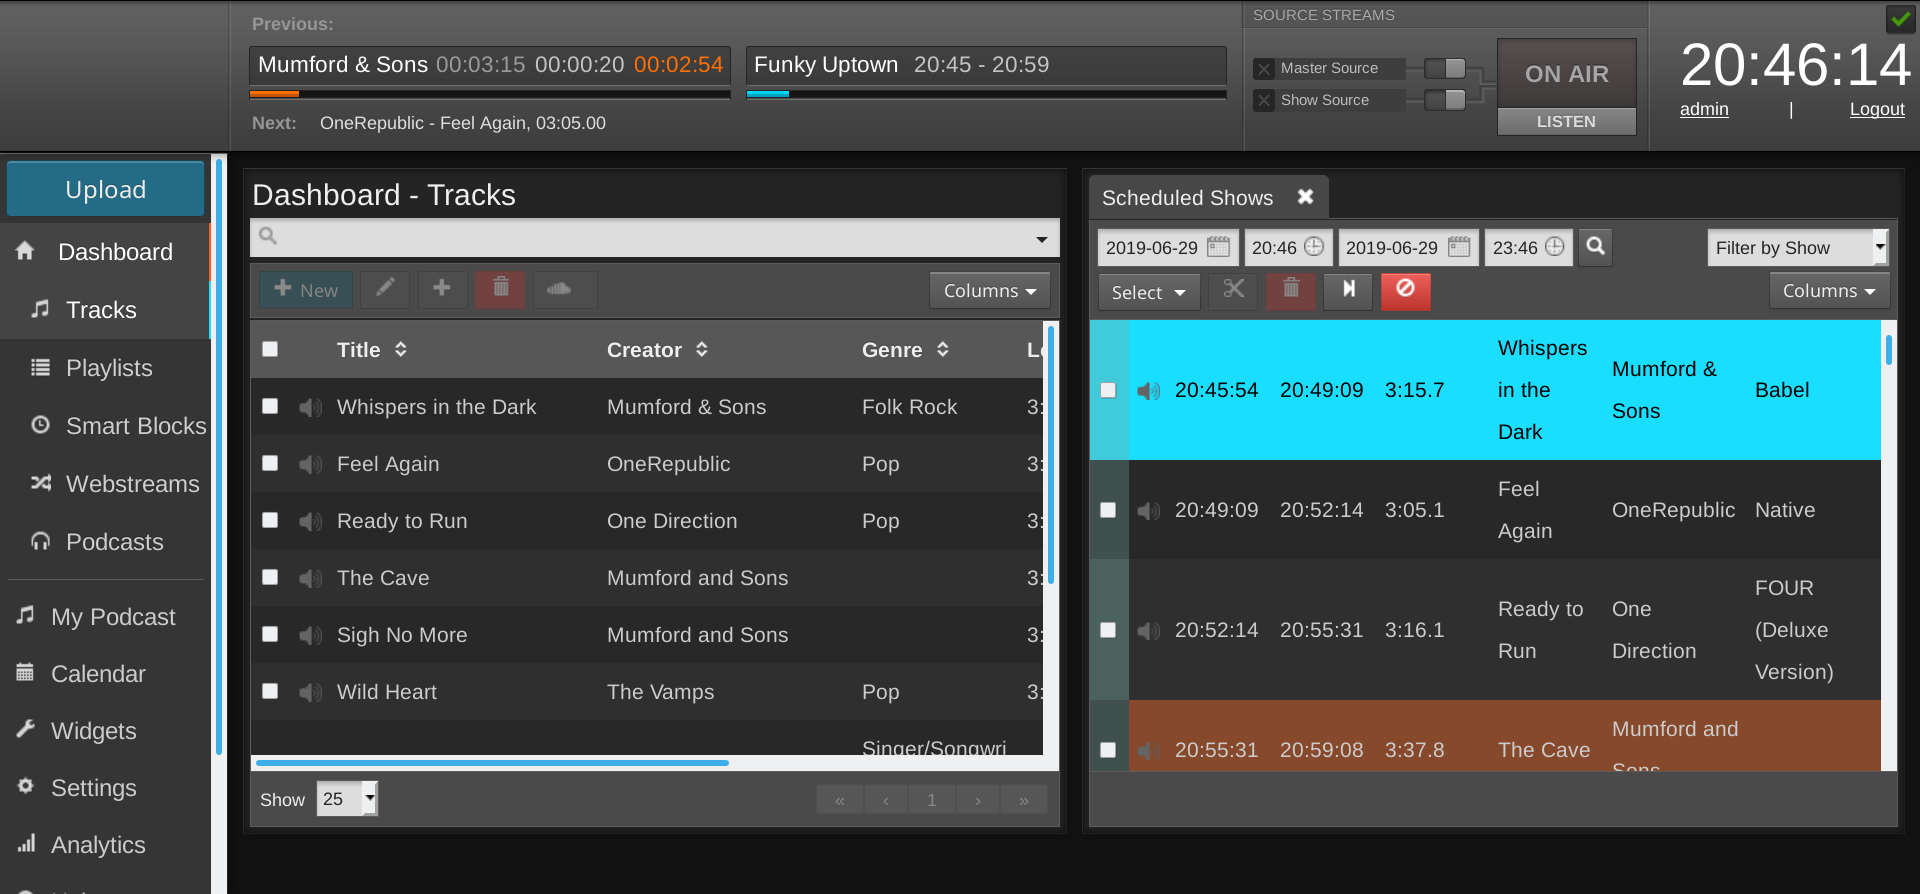 Previous:
Mumford & Sons 00:03:15 00:00:20 00:02:54
Funky Uptown 20:45 - 20:59
Next: OneRepublic - Feel Again, 03:05.00
SOURCE STREAMS
Master Source
Show Source
ON AIR
LISTEN
20:46:14
admin | Logout
Upload
Dashboard
Tracks
Playlists
Smart Blocks
Webstreams
Podcasts
My Podcast
Calendar
Widgets
Settings
Analytics
Dashboard - Tracks
New
Columns
Title Creator Genre
Whispers in the Dark Mumford & Sons Folk Rock 3:
Feel Again OneRepublic Pop 3:
Ready to Run One Direction Pop 3:
The Cave Mumford and Sons 3:
Sigh No More Mumford and Sons 3:
Wild Heart The Vamps Pop 3:
Singer/Songwri
Show 25
« ‹ 1 › »
Scheduled Shows
2019-06-29 20:46 2019-06-29 23:46 Filter by Show
Select Columns
20:45:54 20:49:09 3:15.7 Whispers in the Dark Mumford & Sons Babel
20:49:09 20:52:14 3:05.1 Feel Again OneRepublic Native
20:52:14 20:55:31 3:16.1 Ready to Run One Direction FOUR (Deluxe Version)
20:55:31 20:59:08 3:37.8 The Cave Mumford and Sons